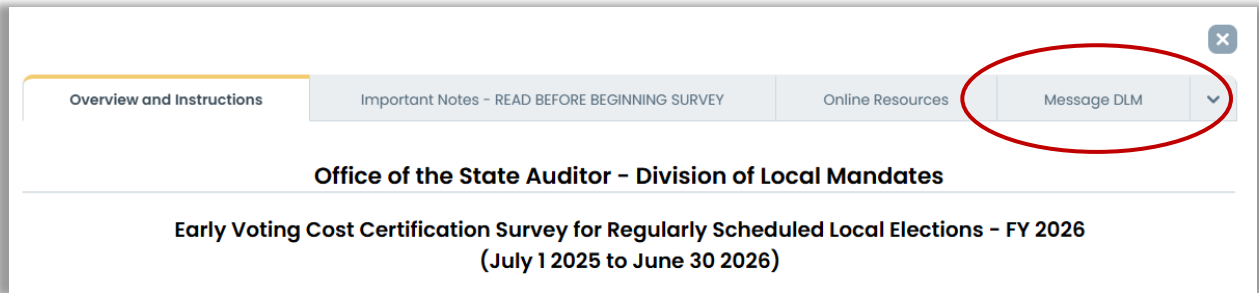 Overview and Instructions
Important Notes - READ BEFORE BEGINNING SURVEY
Online Resources
Message DLM
Office of the State Auditor - Division of Local Mandates
Early Voting Cost Certification Survey for Regularly Scheduled Local Elections - FY 2026
(July 1 2025 to June 30 2026)